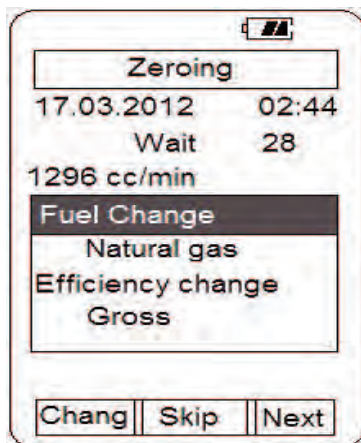 Zeroing
17.03.2012 02:44
Wait 28
1296 cc/min
Fuel Change
Natural gas
Efficiency change
Gross
Chang Skip Next